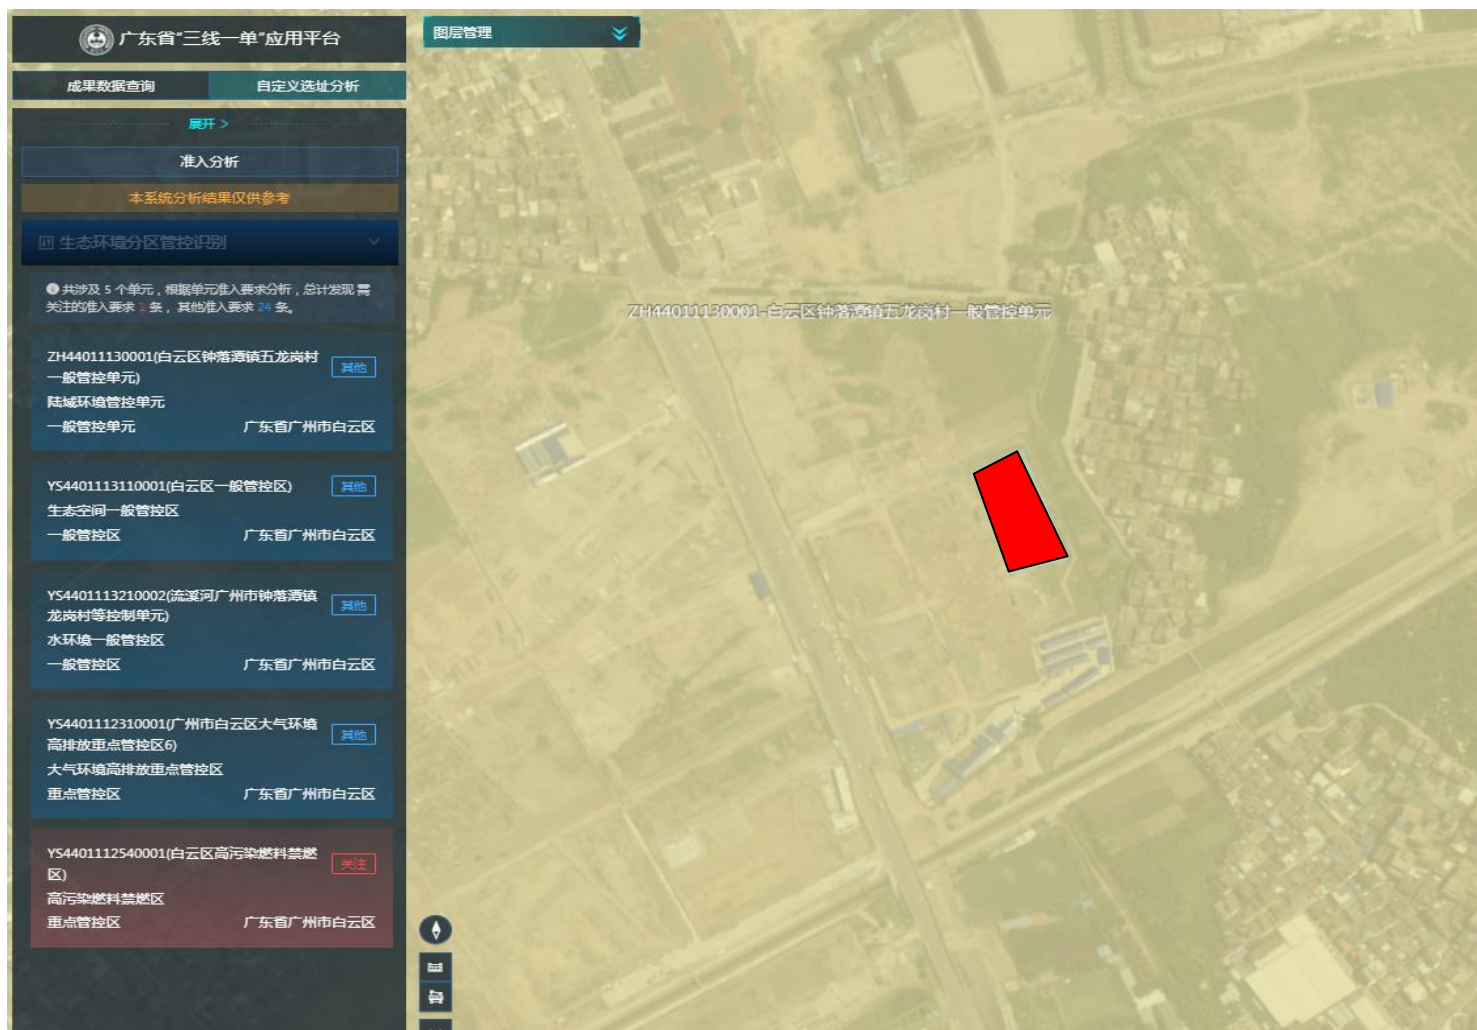 广东省“三线一单”应用平台
图层管理
成果数据查询
自定义选址分析
展开 >
准入分析
本系统分析结果仅供参考
生态环境分区管控识别
共涉及 5 个单元，根据单元准入要求分析，总计发现需
关注的准入要求 1 条，其他准入要求 24 条。
ZH44011130001(白云区钟落潭镇五龙岗村
一般管控单元)
其他
陆域环境管控单元
一般管控单元
广东省广州市白云区
YS4401113110001(白云区一般管控区)
其他
生态空间一般管控区
一般管控区
广东省广州市白云区
YS4401113210002(流溪河广州市钟落潭镇
龙岗村等控制单元)
其他
水环境一般管控区
一般管控区
广东省广州市白云区
YS4401112310001(广州市白云区大气环境
高排放重点管控区6)
其他
大气环境高排放重点管控区
重点管控区
广东省广州市白云区
YS4401112540001(白云区高污染燃料禁燃
区)
关注
高污染燃料禁燃区
重点管控区
广东省广州市白云区
ZH44011130001-白云区钟落潭镇五龙岗村一般管控单元